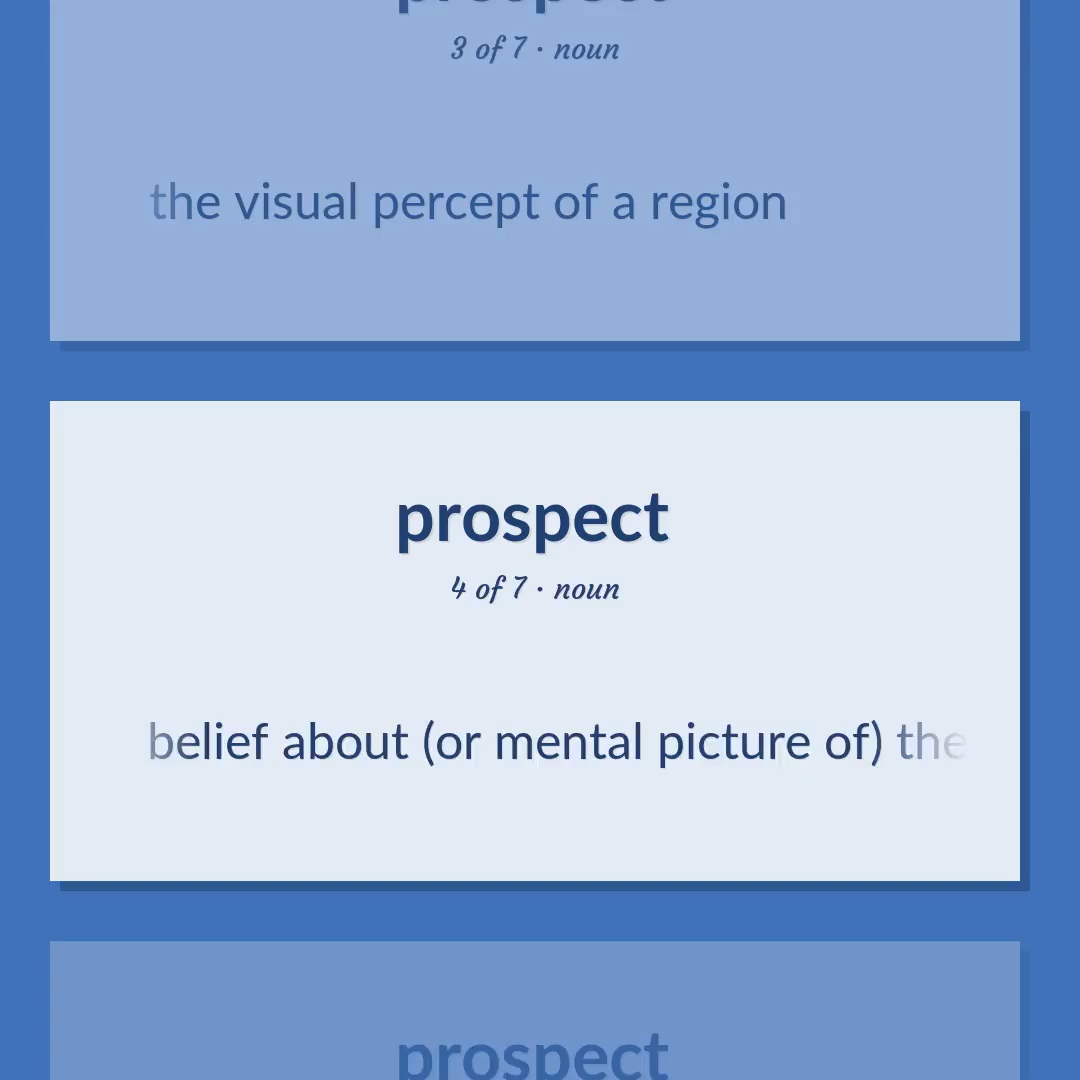 prospect
3 of 7 · noun
the visual percept of a region
prospect
4 of 7 · noun
belief about (or mental picture of) the
prospect